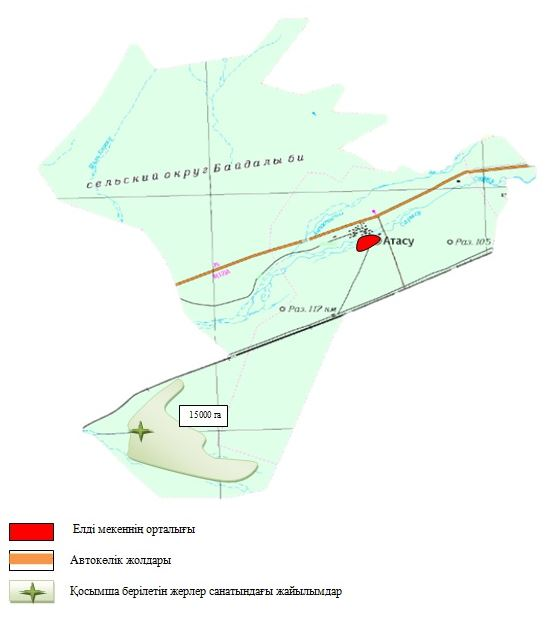 сельский округ Байдалы би
Атасу
Раз. 105
Раз. 117 км
15000 га
Елді мекеннің орталығы
Автокөлік жолдары
Қосымша берілетін жерлер санатындағы жайылымдар